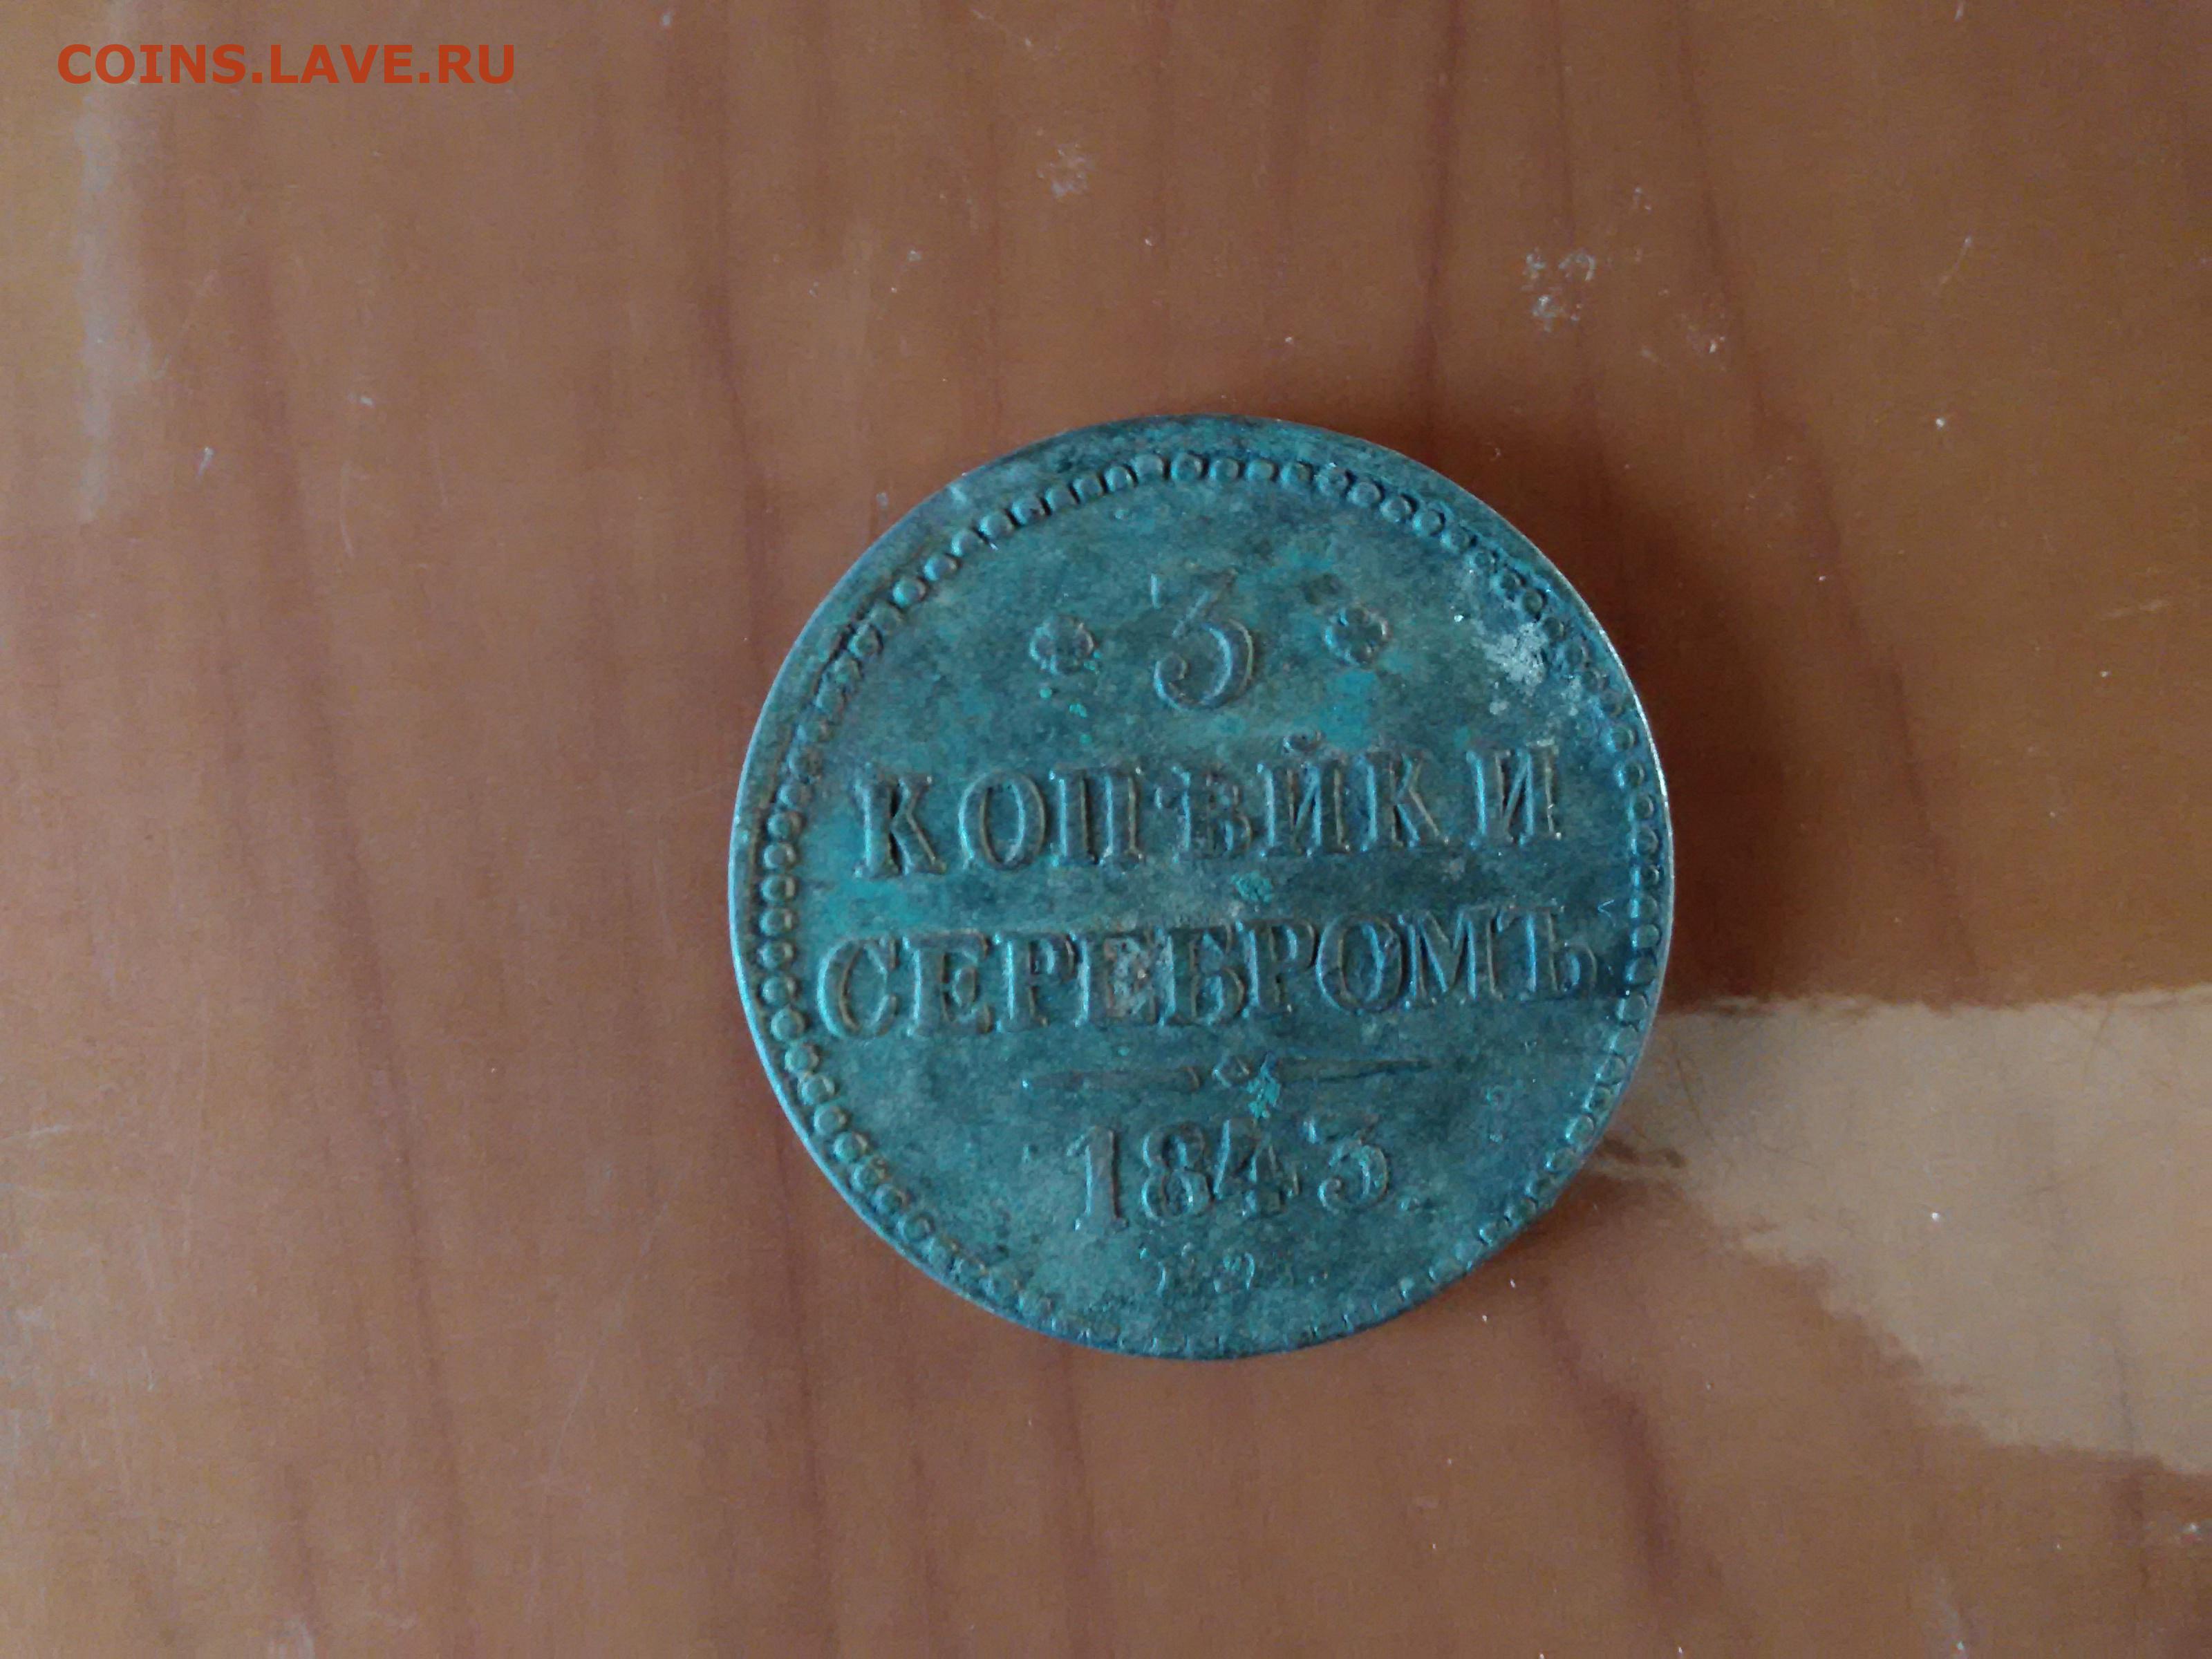 COINS.LAVE.RU
3
КОПѢЙКИ
СЕРЕБРОМЪ
1843.